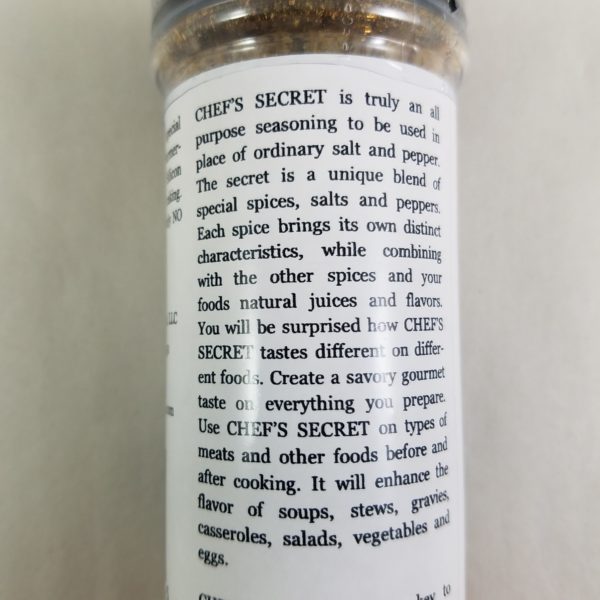 CHEF'S SECRET is truly an all
purpose seasoning to be used in
place of ordinary salt and pepper.
The secret is a unique blend of
special spices, salts and peppers.
Each spice brings its own distinct
characteristics, while combining
with the other spices and your
foods natural juices and flavors.
You will be surprised how CHEF'S
SECRET tastes different on differ-
ent foods. Create a savory gourmet
taste on everything you prepare.
Use CHEF'S SECRET on types of
meats and other foods before and
after cooking. It will enhance the
flavor of soups, stews, gravies,
casseroles, salads, vegetables and
eggs.
NO
LLC
to